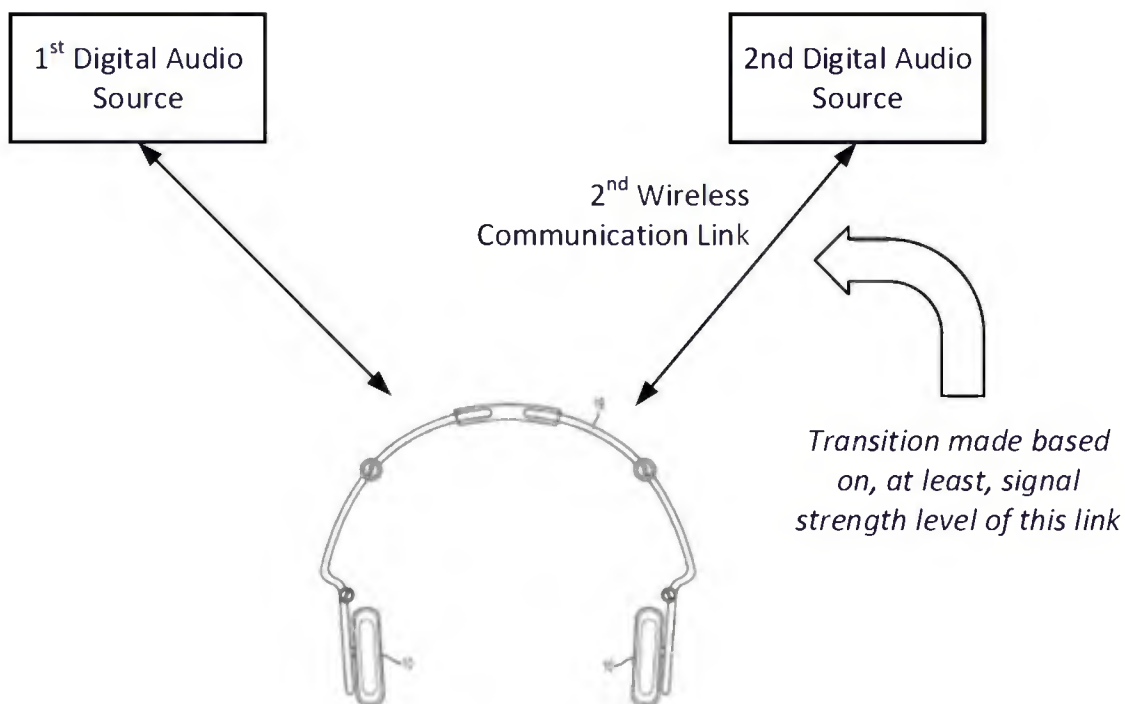 1st Digital Audio
Source
2nd Digital Audio
Source
2nd Wireless
Communication Link
Transition made based
on, at least, signal
strength level of this link